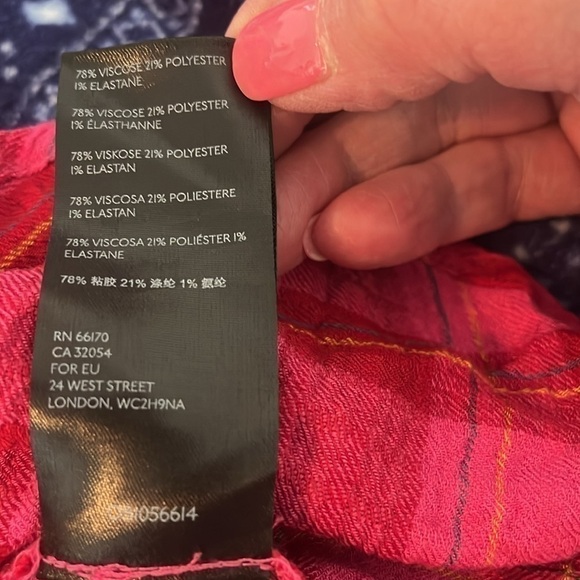 78% VISCOSE 21% POLYESTER
1% ELASTANE
78% VISCOSE 21% POLYESTER
1% ÉLASTHANNE
78% VISKOSE 21% POLYESTER
1% ELASTAN
78% VISCOSA 21% POLIESTERE
1% ELASTAN
78% VISCOSA 21% POLIÉSTER 1%
ELASTANE
78% 粘胶 21% 涤纶 1% 氨纶
RN 66170
CA 32054
FOR EU
24 WEST STREET
LONDON, WC2H9NA